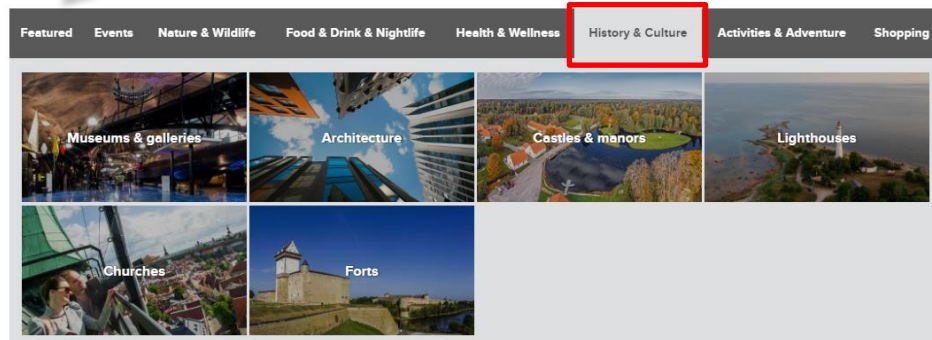 Featured Events Nature & Wildlife Food & Drink & Nightlife Health & Wellness History & Culture Activities & Adventure Shopping
Museums & galleries Architecture Castles & manors Lighthouses
Churches Forts